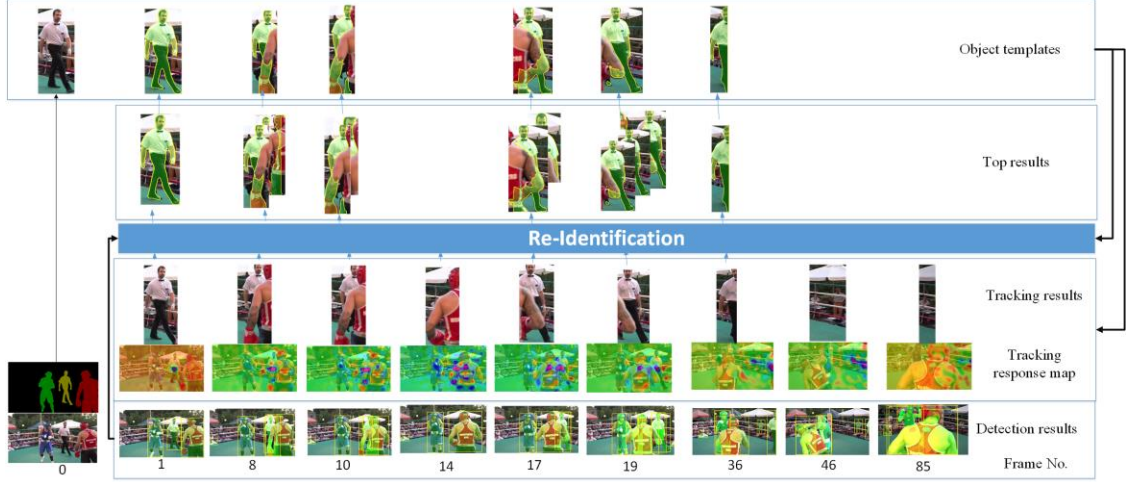 Object templates
Top results
Re-Identification
Tracking results
Tracking
response map
Detection results
0 1 8 10 14 17 19 36 46 85 Frame No.